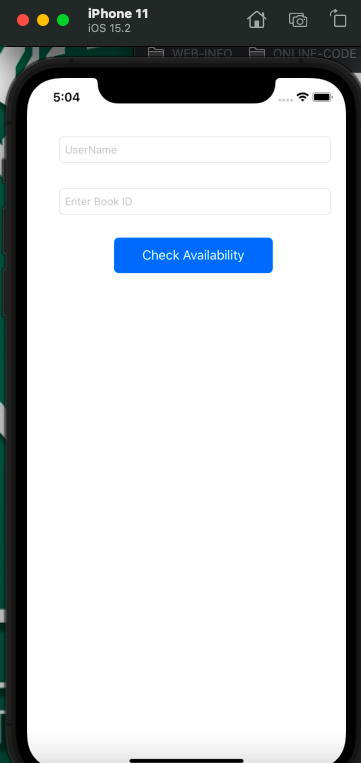 iPhone 11
iOS 15.2
WEB-INFO
ONLINE-CODE
5:04
UserName
Enter Book ID
Check Availability